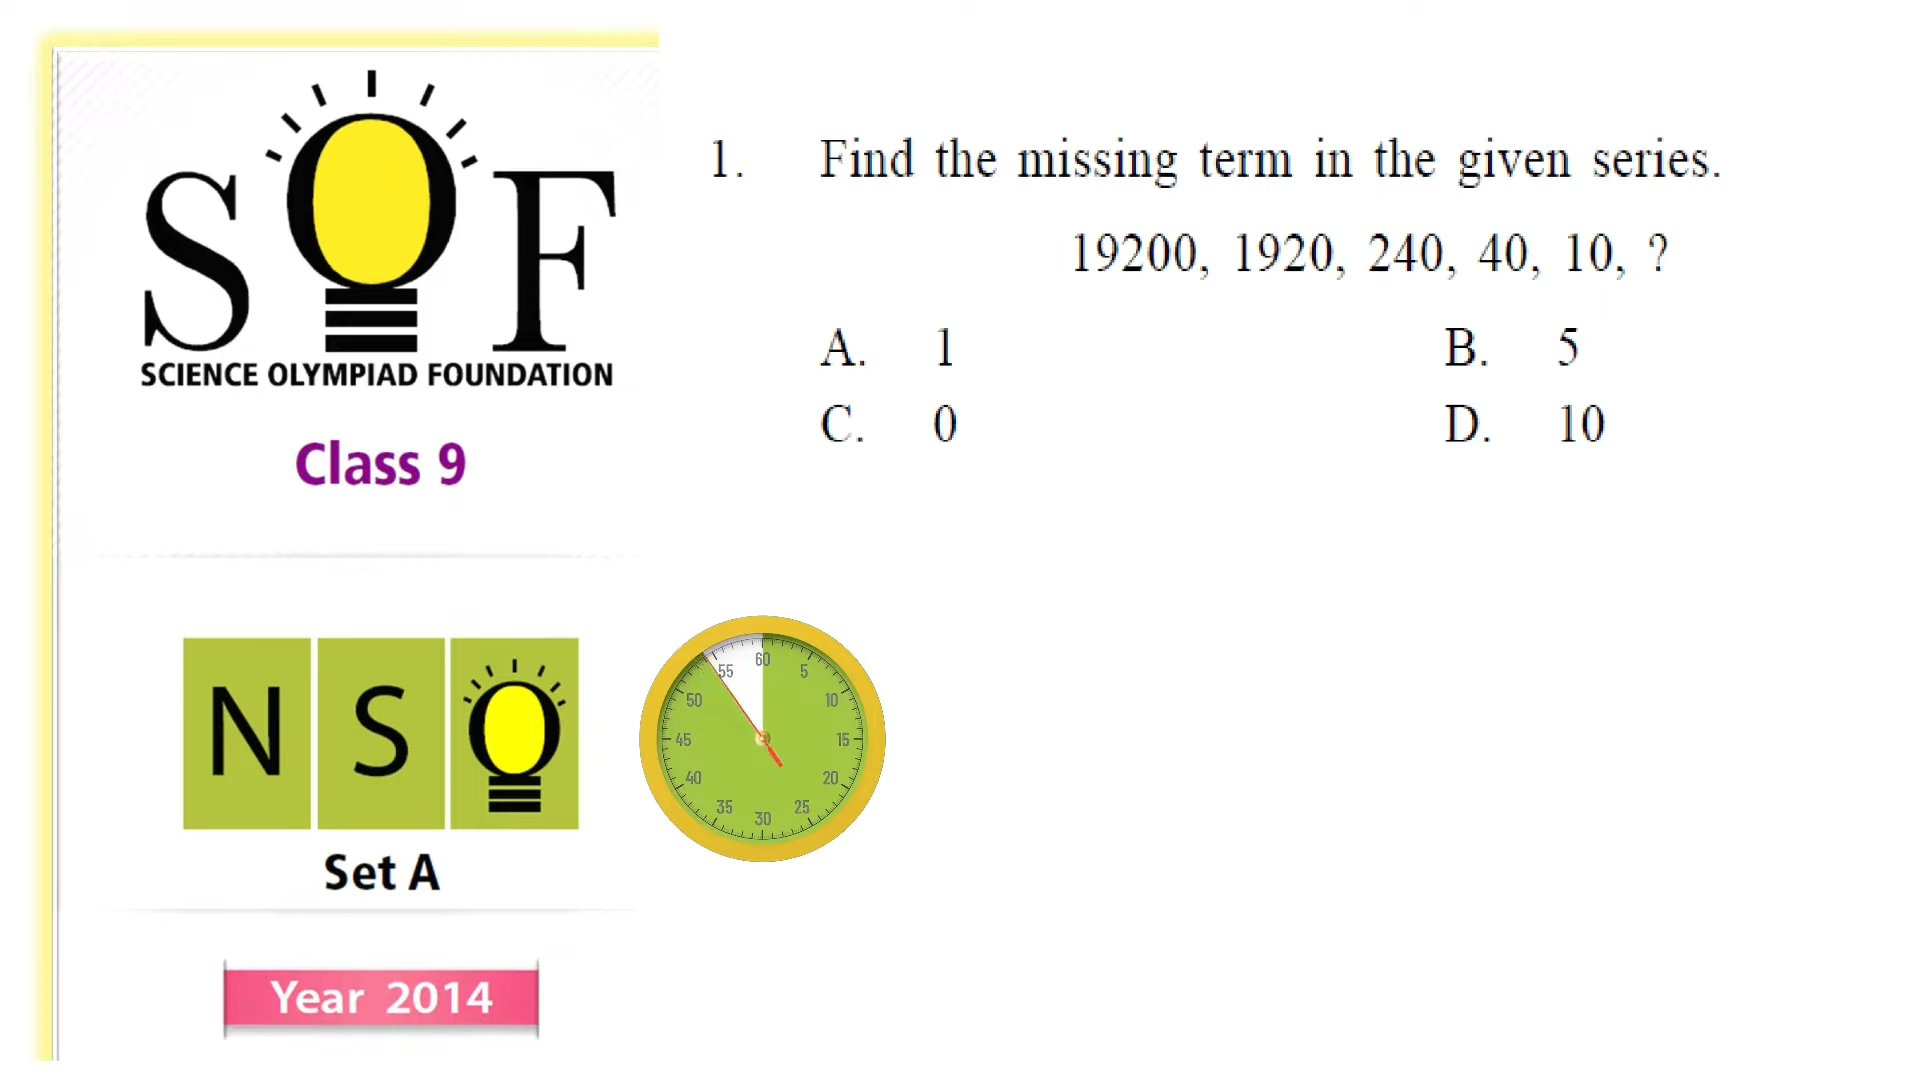 SOF
SCIENCE OLYMPIAD FOUNDATION
Class 9
NSO
Set A
Year 2014
1. Find the missing term in the given series.
19200, 1920, 240, 40, 10, ?
A. 1 B. 5
C. 0 D. 10
60
5
10
15
20
25
30
35
40
45
50
55